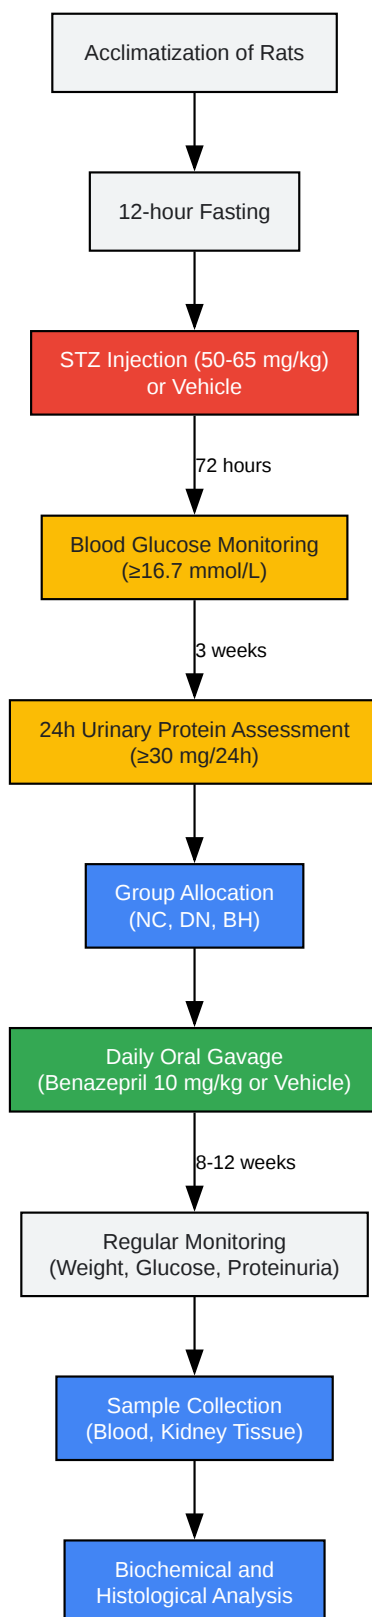 Acclimatization of Rats
12-hour Fasting
STZ Injection (50-65 mg/kg)
or Vehicle
72 hours
Blood Glucose Monitoring
(≥16.7 mmol/L)
3 weeks
24h Urinary Protein Assessment
(≥30 mg/24h)
Group Allocation
(NC, DN, BH)
Daily Oral Gavage
(Benazepril 10 mg/kg or Vehicle)
8-12 weeks
Regular Monitoring
(Weight, Glucose, Proteinuria)
Sample Collection
(Blood, Kidney Tissue)
Biochemical and
Histological Analysis